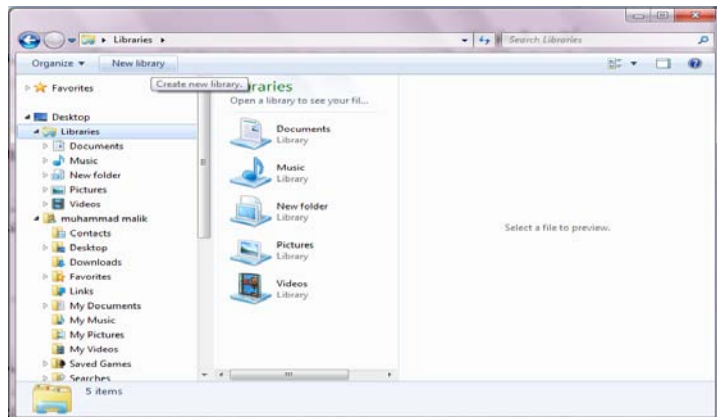 Libraries
Search Libraries
Organize
New library
Create new library.
Favorites
Desktop
Libraries
Documents
Music
New folder
Pictures
Videos
muhammad malik
Contacts
Desktop
Downloads
Favorites
Links
My Documents
My Music
My Pictures
My Videos
Saved Games
Searches
raries
Open a library to see your fil...
Documents
Library
Music
Library
New folder
Library
Pictures
Library
Videos
Library
Select a file to preview.
5 items